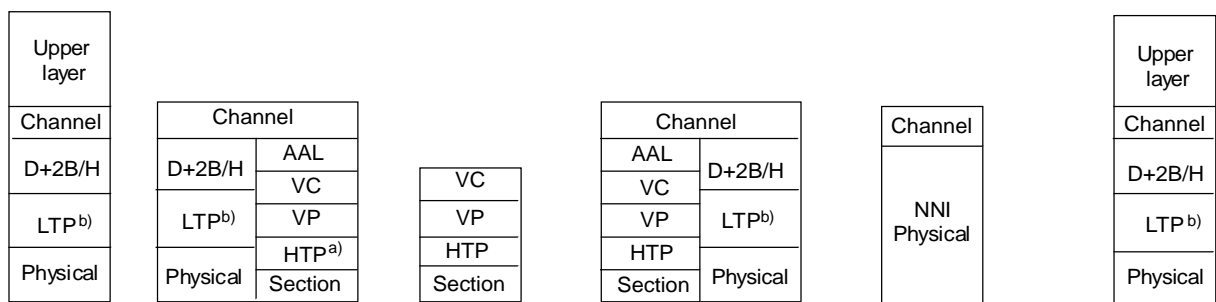 Upper
layer
Channel
D+2B/H
LTP b)
Physical
Channel
D+2B/H
LTP b)
Physical
AAL
VC
VP
HTP a)
Section
VC
VP
HTP
Section
Channel
AAL
VC
VP
HTP
Section
D+2B/H
LTP b)
Physical
Channel
NNI
Physical
Upper
layer
Channel
D+2B/H
LTP b)
Physical